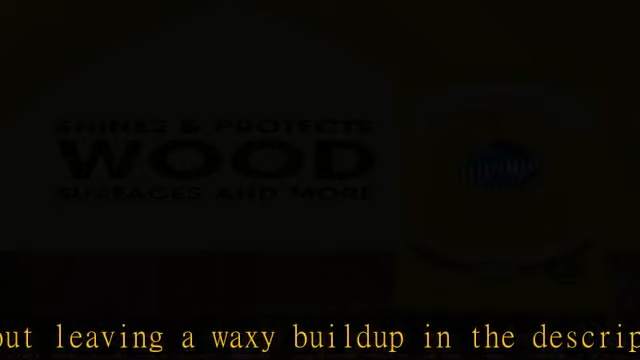 SHINES & PROTECTS
WOOD
SURFACES AND MORE
out leaving a waxy buildup in the descrip